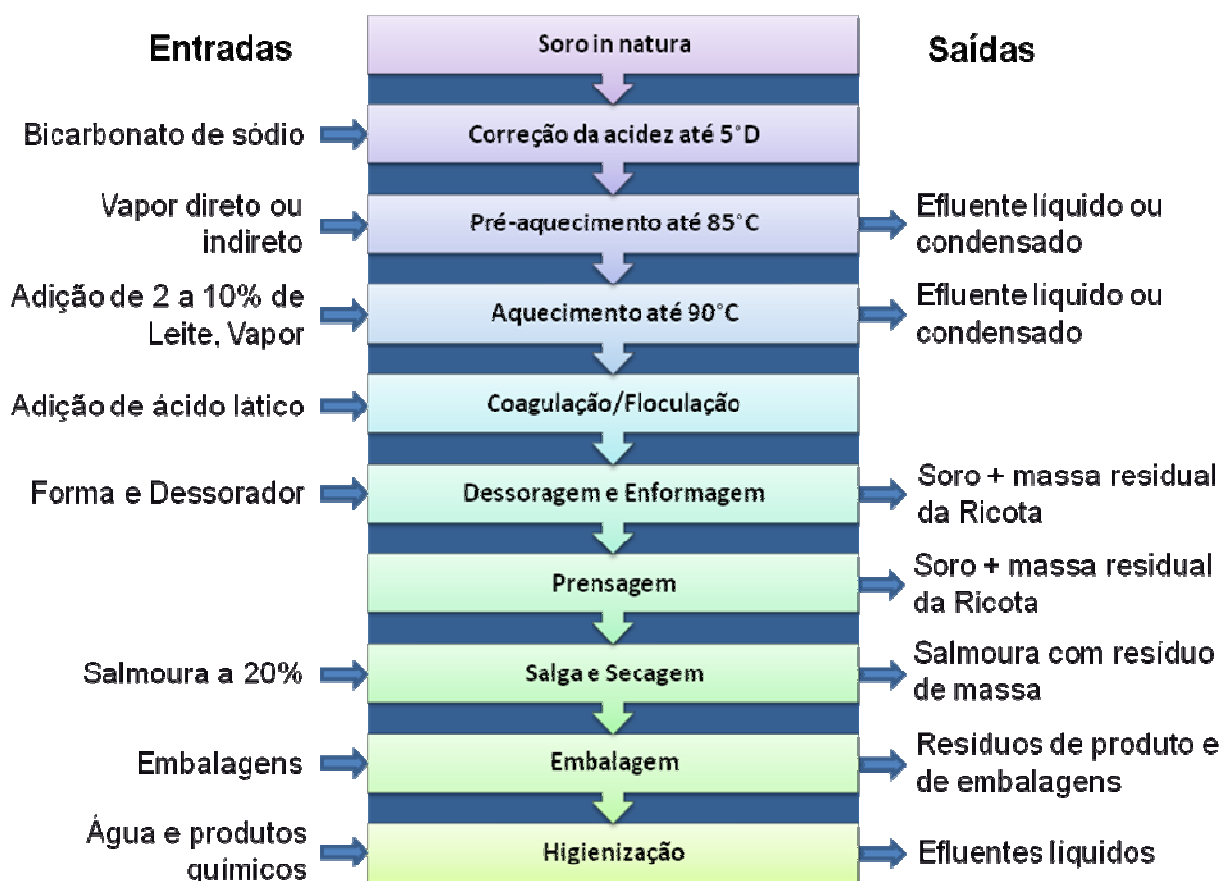 Entradas
Soro in natura
Saídas
Bicarbonato de sódio
Correção da acidez até 5°D
Vapor direto ou
indireto
Pré-aquecimento até 85°C
Efluente líquido ou
condensado
Adição de 2 a 10% de
Leite, Vapor
Aquecimento até 90°C
Efluente líquido ou
condensado
Adição de ácido lático
Coagulação/Floculação
Forma e Dessorador
Dessoragem e Enformagem
Soro + massa residual
da Ricota
Prensagem
Soro + massa residual
da Ricota
Salmoura a 20%
Salga e Secagem
Salmoura com resíduo
de massa
Embalagens
Embalagem
Resíduos de produto e
de embalagens
Água e produtos
químicos
Higienização
Efluentes líquidos